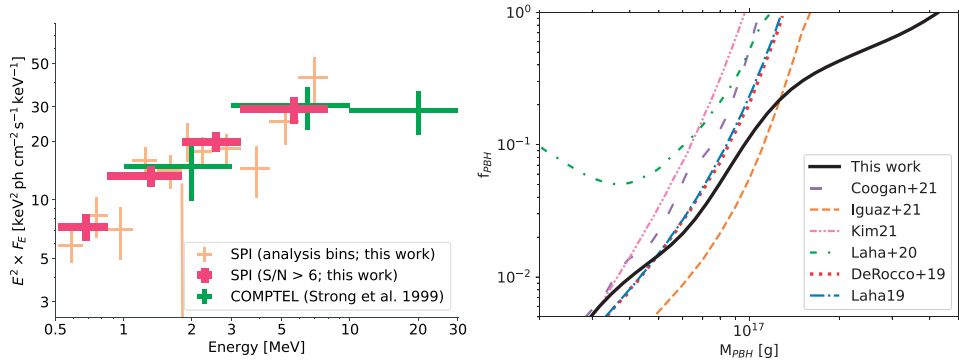 50
30
20
10
5
3
0.5
1
2
3
5
10
20
30
Energy [MeV]
E² × F_E [keV² ph cm⁻² s⁻¹ keV⁻¹]
SPI (analysis bins; this work)
SPI (S/N > 6; this work)
COMPTEL (Strong et al. 1999)
10⁰
10⁻¹
10⁻²
f_PBH
10¹⁷
M_PBH [g]
This work
Coogan+21
Iguaz+21
Kim21
Laha+20
DeRocco+19
Laha19